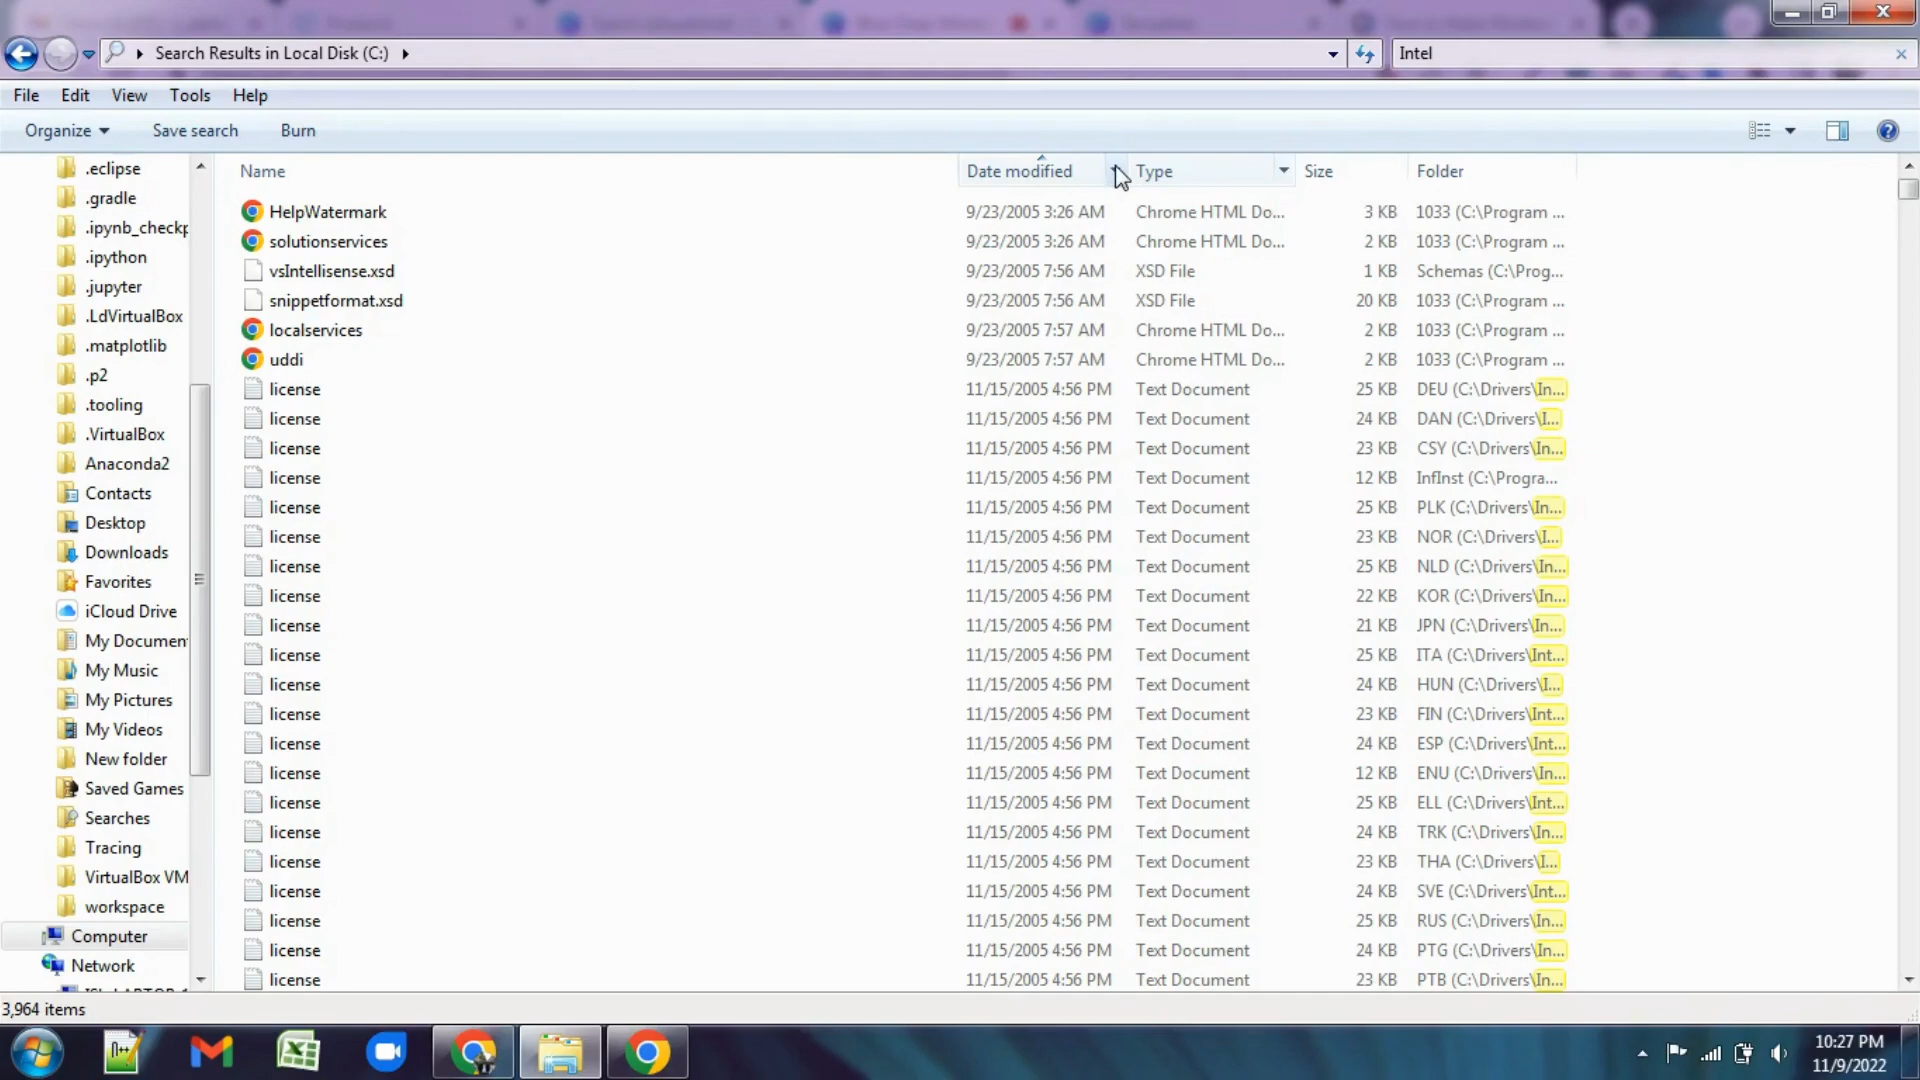 Search Results in Local Disk (C:)
Intel
File Edit View Tools Help
Organize Save search Burn
Name Date modified Type Size Folder
.eclipse
.gradle
.ipynb_checkp
.ipython
.jupyter
.LdVirtualBox
.matplotlib
.p2
.tooling
.VirtualBox
Anaconda2
Contacts
Desktop
Downloads
Favorites
iCloud Drive
My Documen
My Music
My Pictures
My Videos
New folder
Saved Games
Searches
Tracing
VirtualBox VM
workspace
Computer
Network
HelpWatermark 9/23/2005 3:26 AM Chrome HTML Do... 3 KB 1033 (C:\Program ...
solutionservices 9/23/2005 3:26 AM Chrome HTML Do... 2 KB 1033 (C:\Program ...
vsIntellisense.xsd 9/23/2005 7:56 AM XSD File 1 KB Schemas (C:\Prog...
snippetformat.xsd 9/23/2005 7:56 AM XSD File 20 KB 1033 (C:\Program ...
localservices 9/23/2005 7:57 AM Chrome HTML Do... 2 KB 1033 (C:\Program ...
uddi 9/23/2005 7:57 AM Chrome HTML Do... 2 KB 1033 (C:\Program ...
license 11/15/2005 4:56 PM Text Document 25 KB DEU (C:\Drivers\In...
license 11/15/2005 4:56 PM Text Document 24 KB DAN (C:\Drivers\I...
license 11/15/2005 4:56 PM Text Document 23 KB CSY (C:\Drivers\In...
license 11/15/2005 4:56 PM Text Document 12 KB InfInst (C:\Progra...
license 11/15/2005 4:56 PM Text Document 25 KB PLK (C:\Drivers\In...
license 11/15/2005 4:56 PM Text Document 23 KB NOR (C:\Drivers\I...
license 11/15/2005 4:56 PM Text Document 25 KB NLD (C:\Drivers\In...
license 11/15/2005 4:56 PM Text Document 22 KB KOR (C:\Drivers\In...
license 11/15/2005 4:56 PM Text Document 21 KB JPN (C:\Drivers\In...
license 11/15/2005 4:56 PM Text Document 25 KB ITA (C:\Drivers\Int...
license 11/15/2005 4:56 PM Text Document 24 KB HUN (C:\Drivers\I...
license 11/15/2005 4:56 PM Text Document 23 KB FIN (C:\Drivers\Int...
license 11/15/2005 4:56 PM Text Document 24 KB ESP (C:\Drivers\Int...
license 11/15/2005 4:56 PM Text Document 12 KB ENU (C:\Drivers\In...
license 11/15/2005 4:56 PM Text Document 25 KB ELL (C:\Drivers\Int...
license 11/15/2005 4:56 PM Text Document 24 KB TRK (C:\Drivers\In...
license 11/15/2005 4:56 PM Text Document 23 KB THA (C:\Drivers\I...
license 11/15/2005 4:56 PM Text Document 24 KB SVE (C:\Drivers\Int...
license 11/15/2005 4:56 PM Text Document 25 KB RUS (C:\Drivers\In...
license 11/15/2005 4:56 PM Text Document 24 KB PTG (C:\Drivers\In...
license 11/15/2005 4:56 PM Text Document 23 KB PTB (C:\Drivers\In...
3,964 items
10:27 PM
11/9/2022